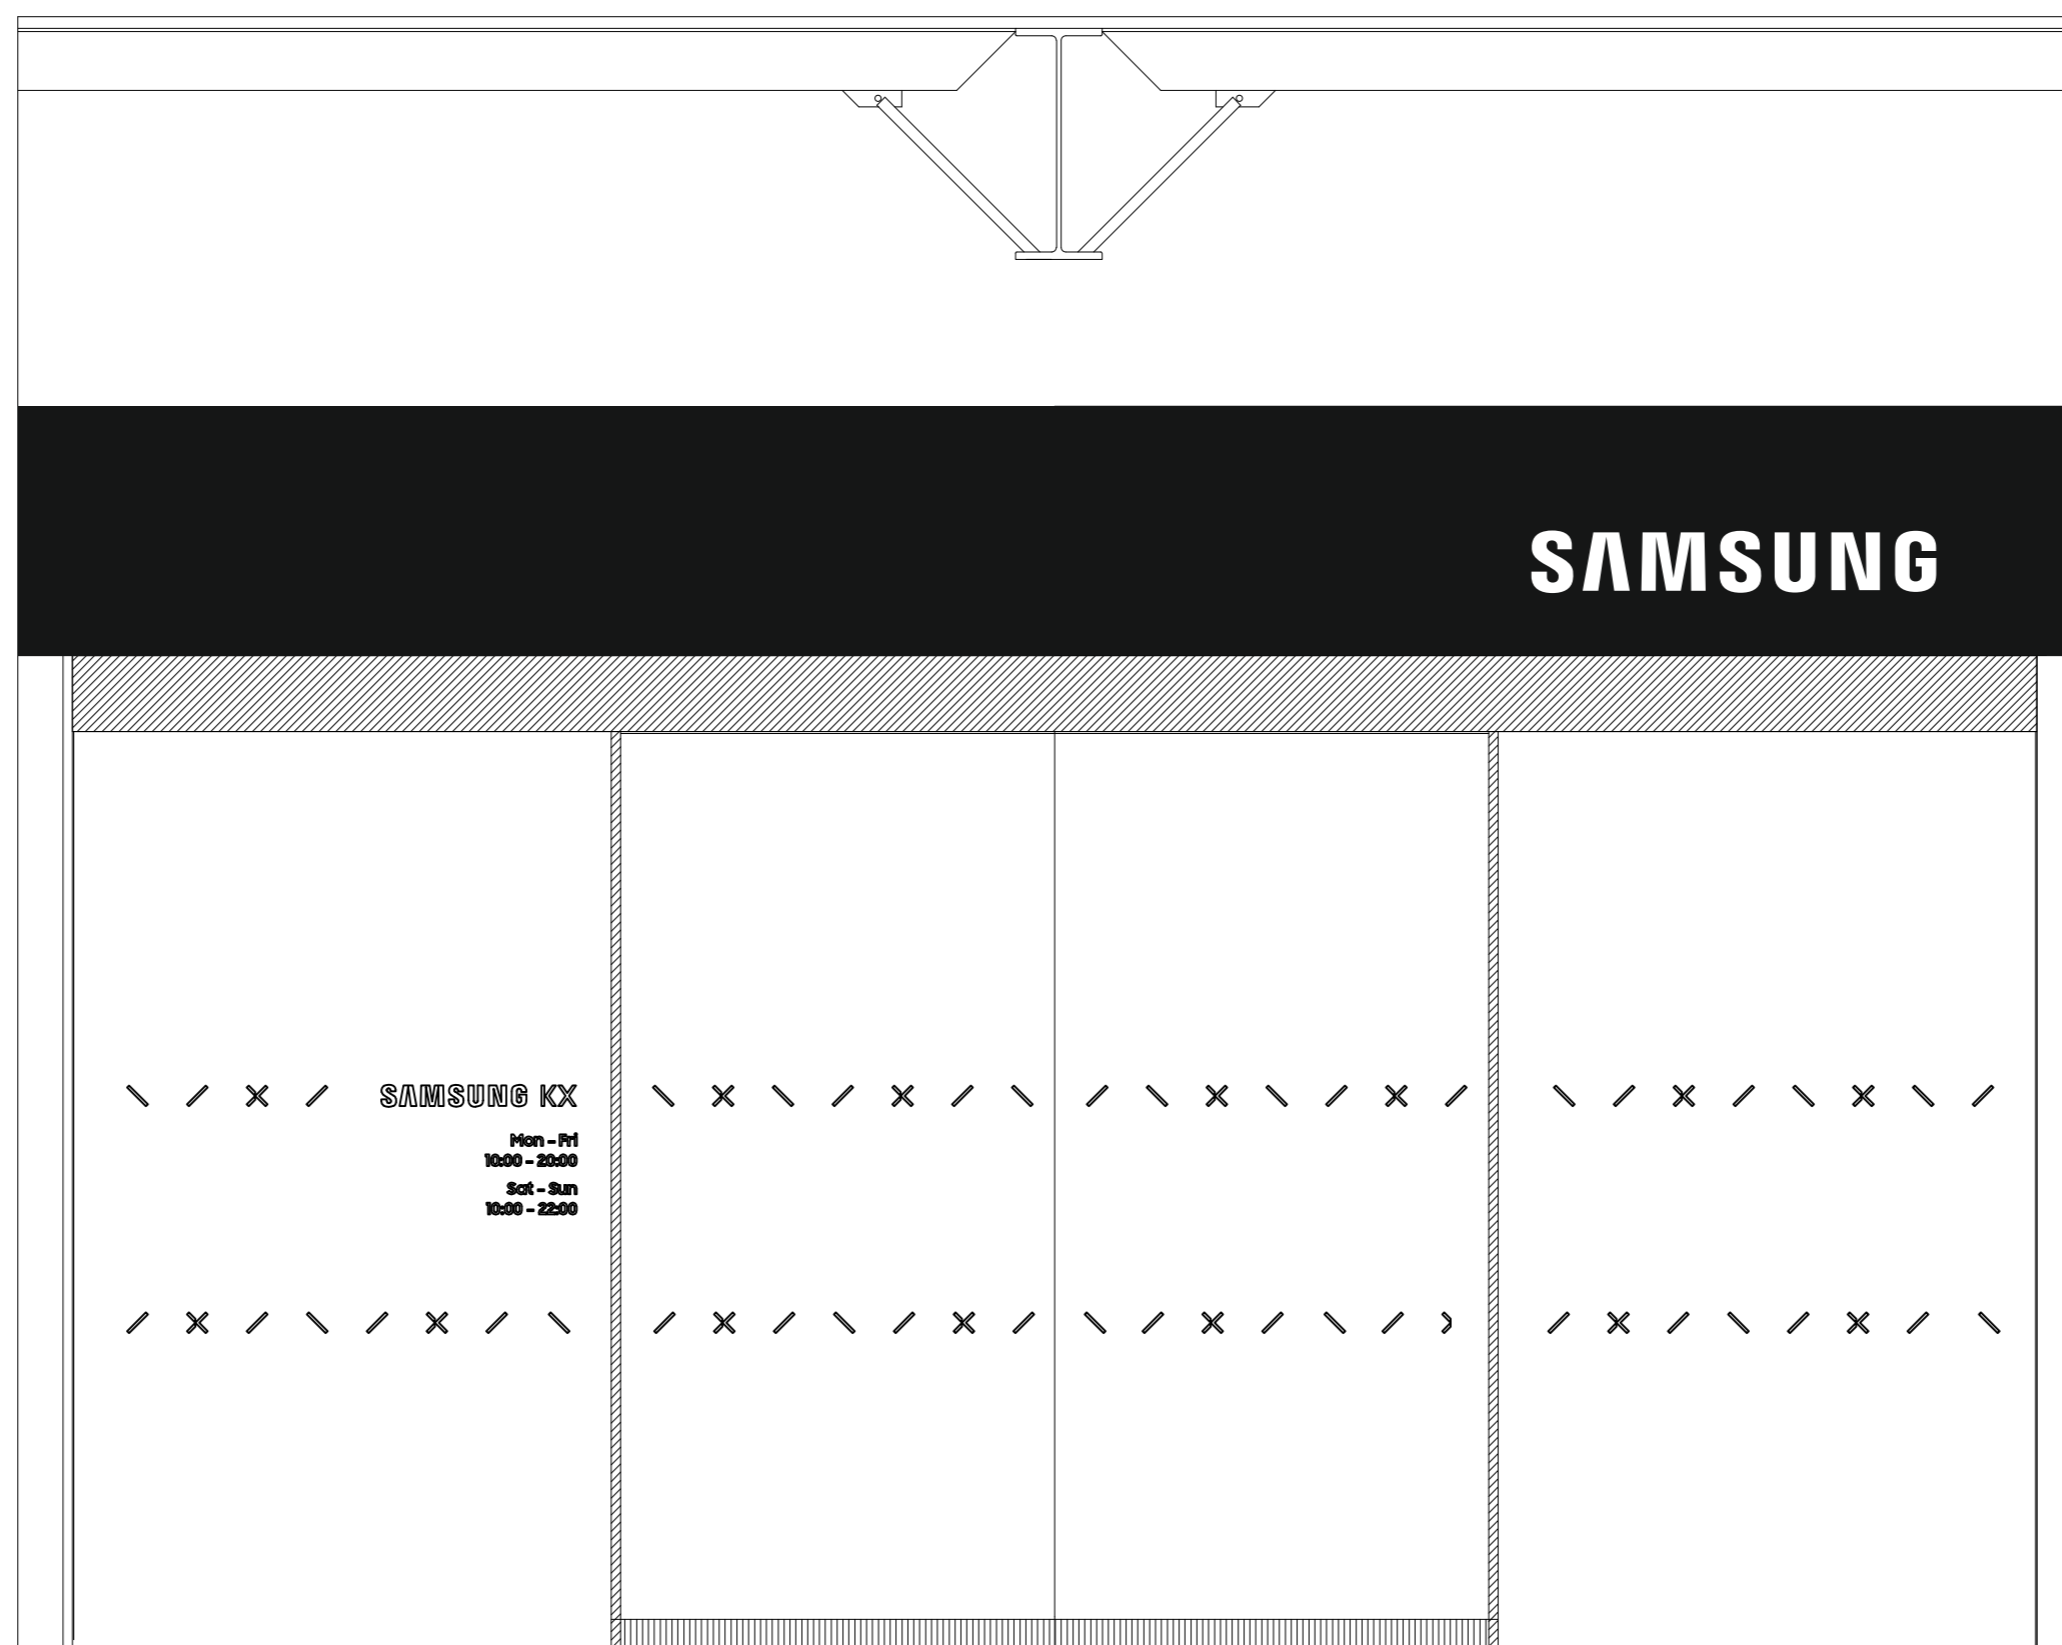 SAMSUNG
SAMSUNG KX
Mon - Fri
10:00 - 20:00
Sat - Sun
10:00 - 22:00